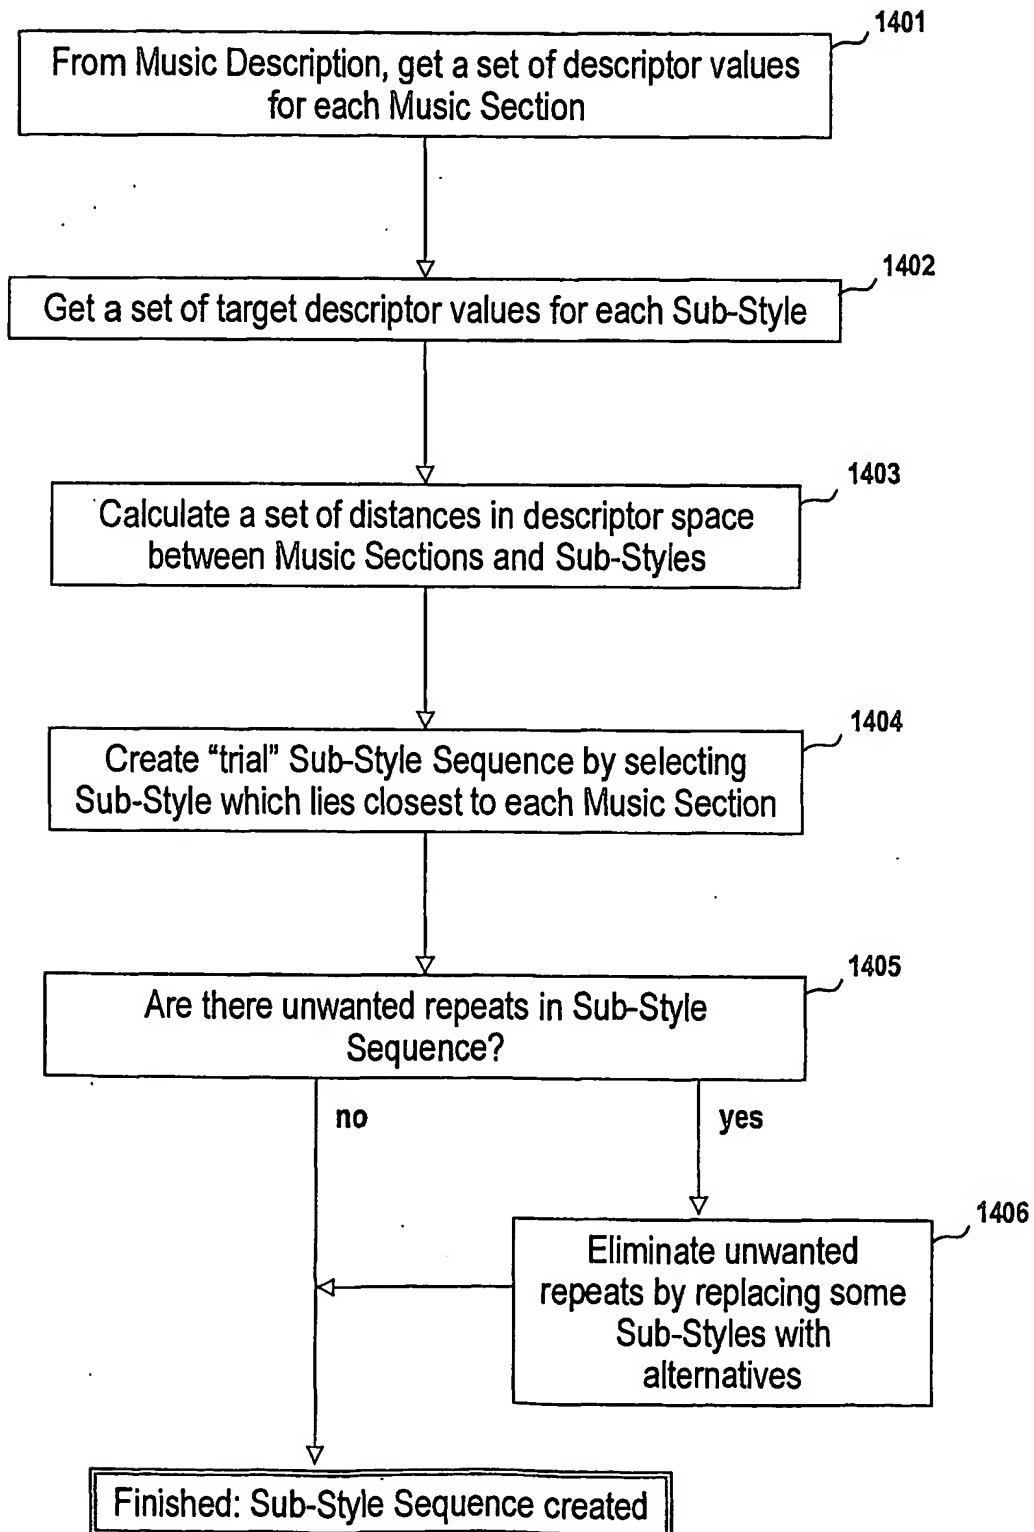 1401
From Music Description, get a set of descriptor values
for each Music Section
1402
Get a set of target descriptor values for each Sub-Style
1403
Calculate a set of distances in descriptor space
between Music Sections and Sub-Styles
1404
Create “trial” Sub-Style Sequence by selecting
Sub-Style which lies closest to each Music Section
1405
Are there unwanted repeats in Sub-Style
Sequence?
no
yes
1406
Eliminate unwanted
repeats by replacing some
Sub-Styles with
alternatives
Finished: Sub-Style Sequence created